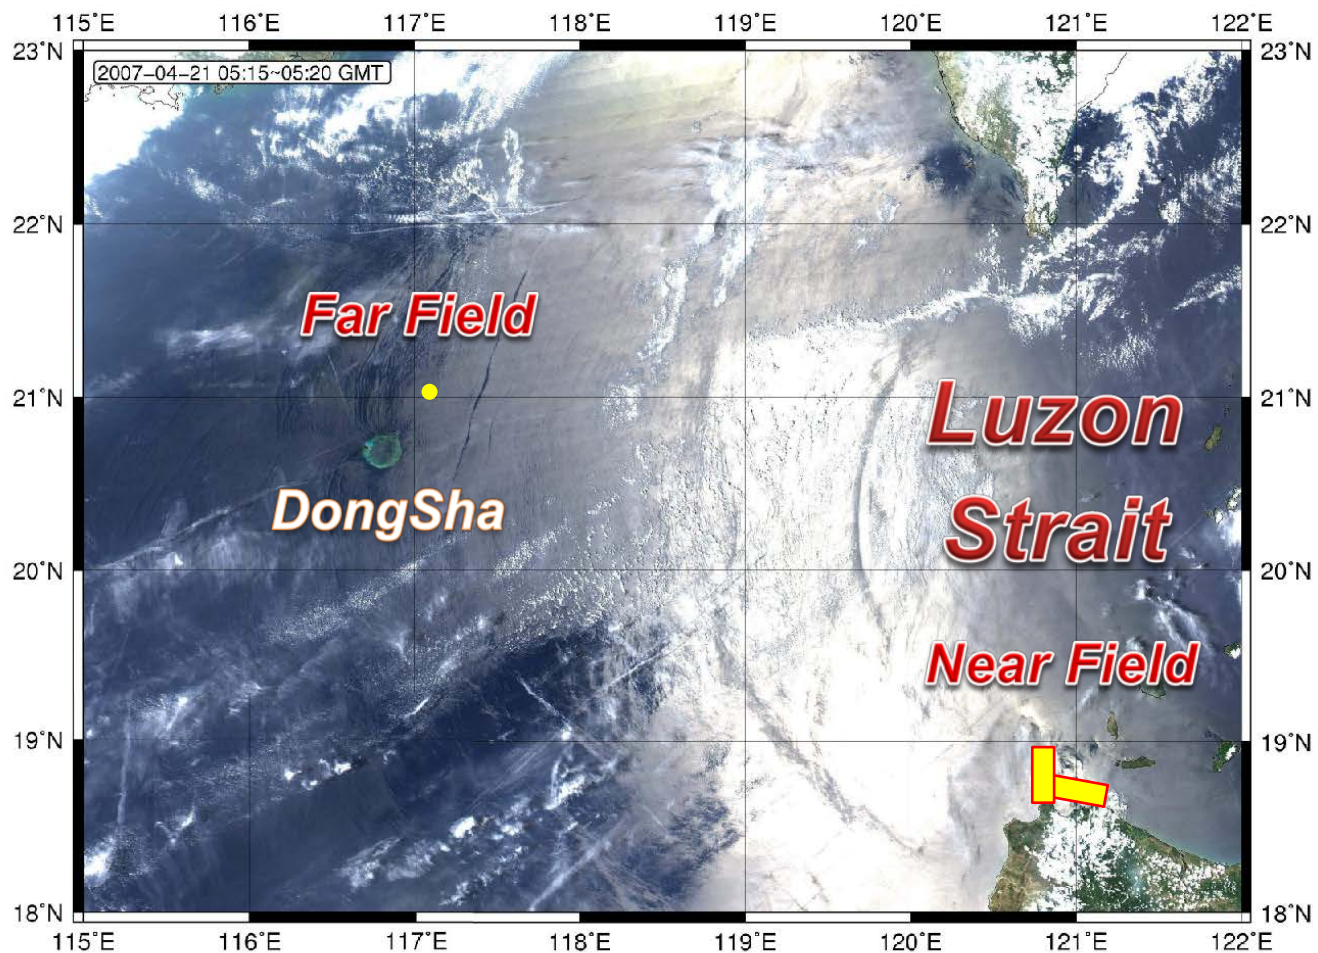 115°E 116°E 117°E 118°E 119°E 120°E 121°E 122°E
23°N 23°N
2007-04-21 05:15~05:20 GMT
22°N 22°N
Far Field
21°N 21°N
Luzon
DongSha
Strait
20°N 20°N
Near Field
19°N 19°N
18°N 18°N
115°E 116°E 117°E 118°E 119°E 120°E 121°E 122°E